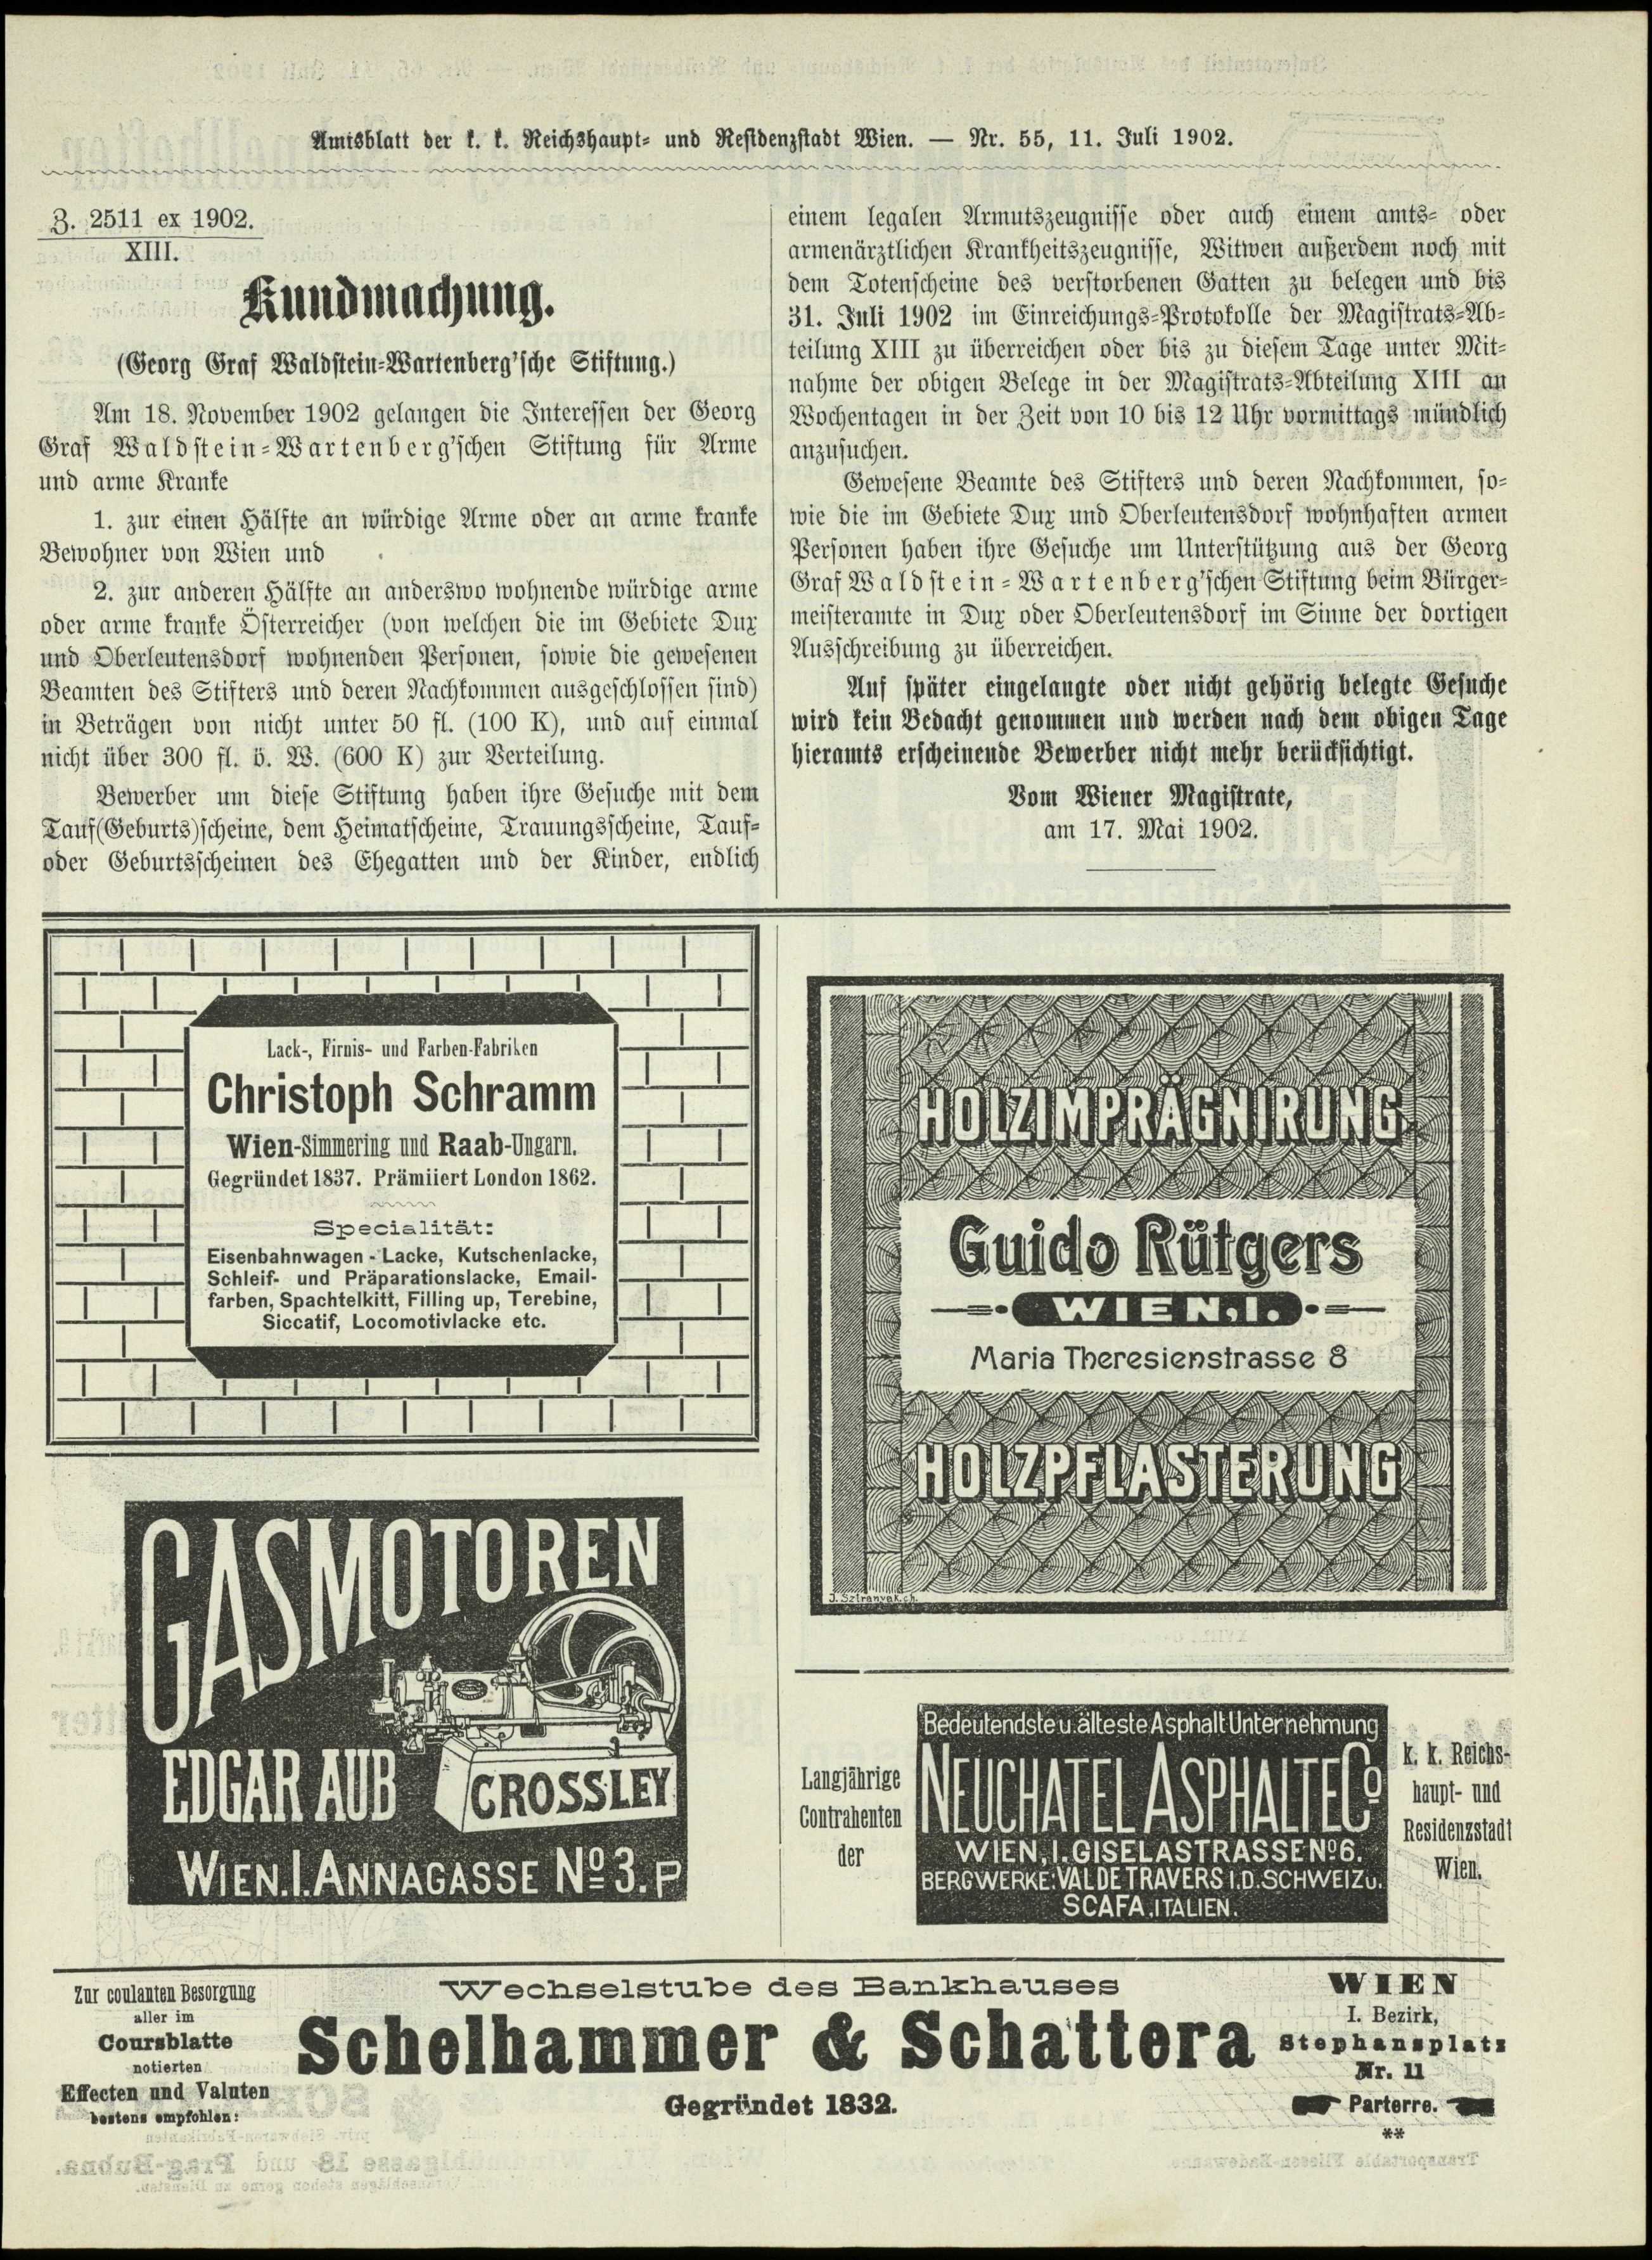 Amtsblatt der k. k. Reichshaupt- und Residenzstadt Wien. — Nr. 55, 11. Juli 1902.
Z. 2511 ex 1902.
XIII.
Kundmachung.
(Georg Graf Waldstein-Wartenberg'sche Stiftung.)
Am 18. November 1902 gelangen die Interessen der Georg
Graf Waldstein-Wartenberg'schen Stiftung für Arme
und arme Kranke
1. zur einen Hälfte an würdige Arme oder an arme kranke
Bewohner von Wien und
2. zur anderen Hälfte an anderswo wohnende würdige arme
oder arme kranke Österreicher (von welchen die im Gebiete Dux
und Oberleutensdorf wohnenden Personen, sowie die gewesenen
Beamten des Stifters und deren Nachkommen ausgeschlossen sind)
in Beträgen von nicht unter 50 fl. (100 K), und auf einmal
nicht über 300 fl. ö. W. (600 K) zur Verteilung.
Bewerber um diese Stiftung haben ihre Gesuche mit dem
Tauf(Geburts)scheine, dem Heimatscheine, Trauungsscheine, Tauf-
oder Geburtsscheinen des Ehegatten und der Kinder, endlich
einem legalen Armutszeugnisse oder auch einem amts- oder
armenärztlichen Krankheitszeugnisse, Witwen außerdem noch mit
dem Totenscheine des verstorbenen Gatten zu belegen und bis
31. Juli 1902 im Einreichungs-Protokolle der Magistrats-Ab-
teilung XIII zu überreichen oder bis zu diesem Tage unter Mit-
nahme der obigen Belege in der Magistrats-Abteilung XIII an
Wochentagen in der Zeit von 10 bis 12 Uhr vormittags mündlich
anzusuchen.
Gewesene Beamte des Stifters und deren Nachkommen, so-
wie die im Gebiete Dux und Oberleutensdorf wohnhaften armen
Personen haben ihre Gesuche um Unterstützung aus der Georg
Graf Waldstein-Wartenberg'schen Stiftung beim Bürger-
meisteramte in Dux oder Oberleutensdorf im Sinne der dortigen
Ausschreibung zu überreichen.
Auf später eingelangte oder nicht gehörig belegte Gesuche
wird kein Bedacht genommen und werden nach dem obigen Tage
hieramts erscheinende Bewerber nicht mehr berücksichtigt.
Vom Wiener Magistrate,
am 17. Mai 1902.
Lack-, Firnis- und Farben-Fabriken
Christoph Schramm
Wien-Simmering und Raab-Ungarn.
Gegründet 1837. Prämiiert London 1862.
Specialität:
Eisenbahnwagen-Lacke, Kutschenlacke,
Schleif- und Präparationslacke, Email-
farben, Spachtelkitt, Filling up, Terebine,
Siccatif, Locomotivlacke etc.
GASMOTOREN
EDGAR AUB
CROSSLEY
WIEN.I.ANNAGASSE No 3. P
HOLZIMPRÄGNIRUNG
Guido Rütgers
WIEN, I.
Maria Theresienstrasse 8
HOLZPFLASTERUNG
J. Sztranyak. ch.
Langjährige
Contrahenten
der
Bedeutendste u. älteste Asphalt Unternehmung
NEUCHATEL ASPHALTE Co
WIEN, I. GISELASTRASSE No 6.
BERGWERKE: VAL DE TRAVERS I.D. SCHWEIZ u.
SCAFA, ITALIEN.
k. k. Reichs-
haupt- und
Residenzstadt
Wien.
Zur coulanten Besorgung
aller im
Coursblatte
notierten
Effecten und Valuten
bestens empfohlen:
Wechselstube des Bankhauses
Schelhammer & Schattera
Gegründet 1832.
WIEN
I. Bezirk,
Stephansplatz
Nr. 11
Parterre.
**